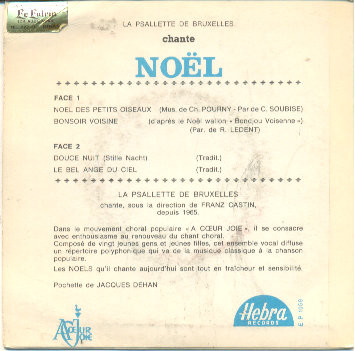 LA PSALLETTE DE BRUXELLES
chante
NOËL
FACE 1
NOEL DES PETITS OISEAUX (Mus. de Ch. POURNY - Par de C. SOUBISE)
BONSOIR VOISINE (d'après le Noël wallon « Bondjou Voisenne »)
(Par. de R. LEDENT)
FACE 2
DOUCE NUIT (Stille Nacht) (Tradit.)
LE BEL ANGE DU CIEL (Tradit.)
LA PSALLETTE DE BRUXELLES
chante, sous la direction de FRANZ CASTIN,
depuis 1965.
Dans le mouvement choral populaire « A CŒUR JOIE », il se consacre
avec enthousiasme au renouveau du chant choral.
Composé de vingt jeunes gens et jeunes filles, cet ensemble vocal diffuse
un répertoire polyphonique qui va de la musique classique à la chanson
populaire.
Les NOELS qu'il chante aujourd'hui sont tout en fraîcheur et sensibilité.
Pochette de JACQUES DEHAN
A CŒUR JOIE
Hebra
RECORDS